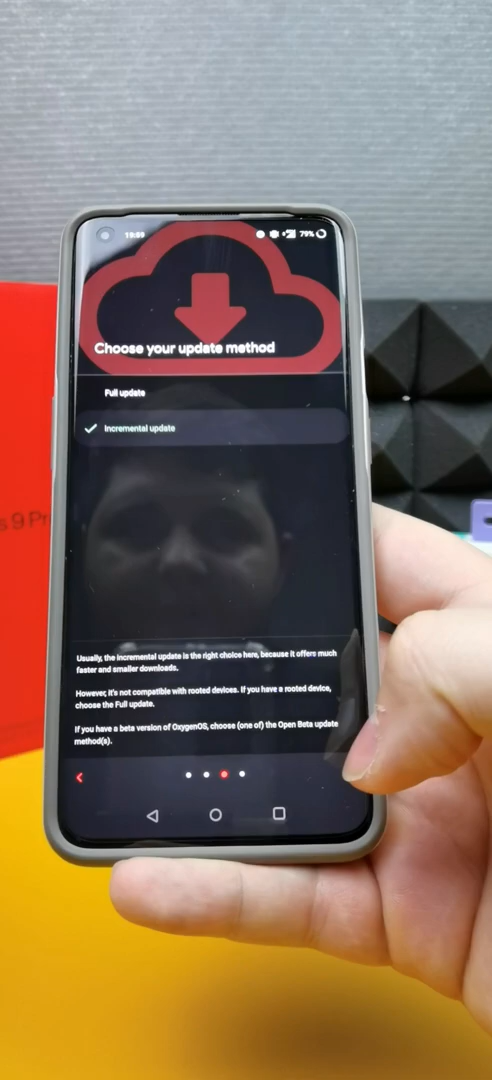 19:59
79%
Choose your update method
Full update
Incremental update
s 9 Pr
Usually, the incremental update is the right choice here, because it offers much
faster and smaller downloads.
However, it's not compatible with rooted devices. If you have a rooted device,
choose the Full update.
If you have a beta version of OxygenOS, choose (one of) the Open Beta update
method(s).